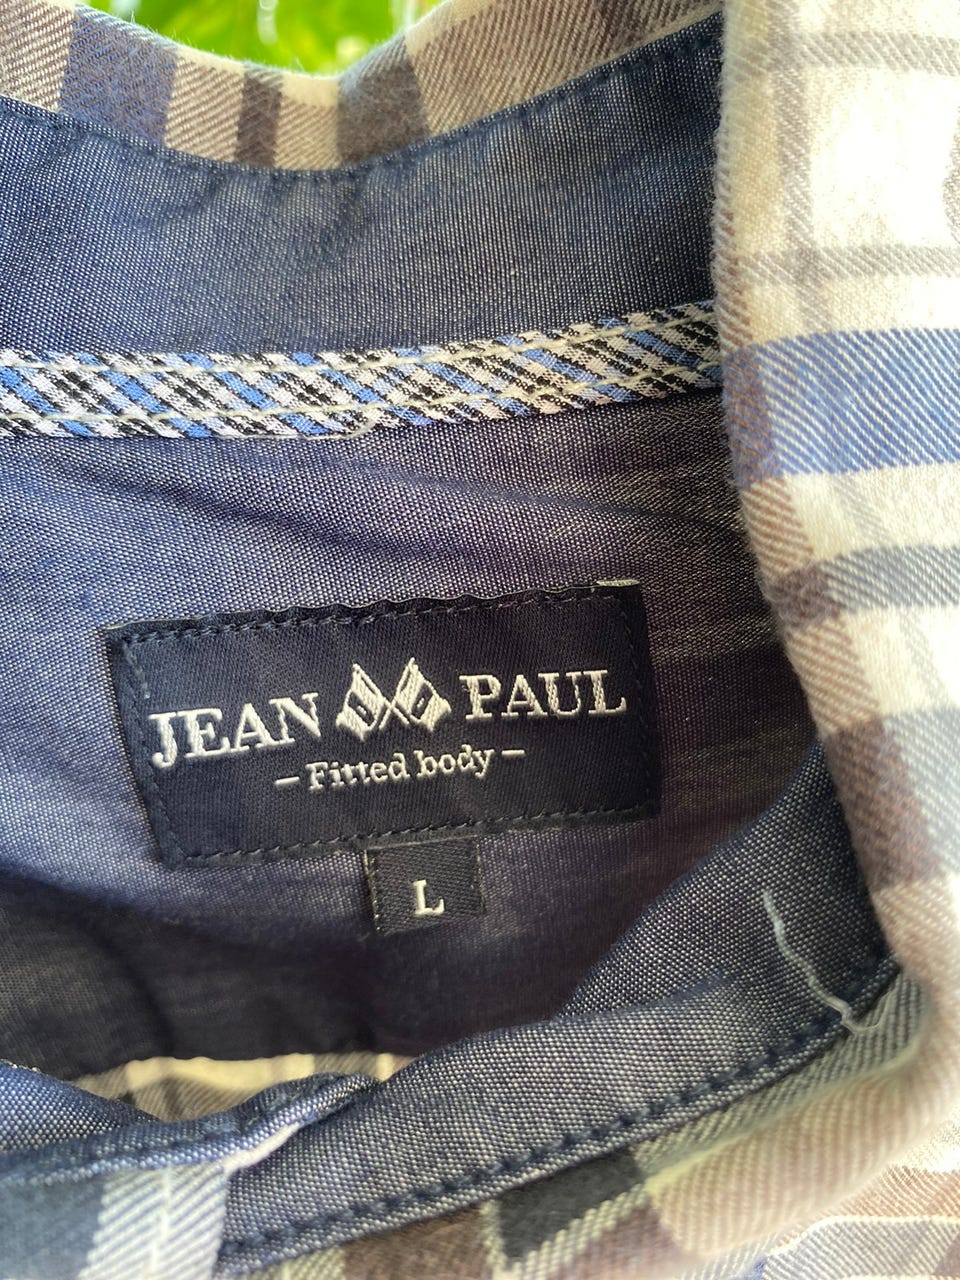 JEAN PAUL
– Fitted body –
L